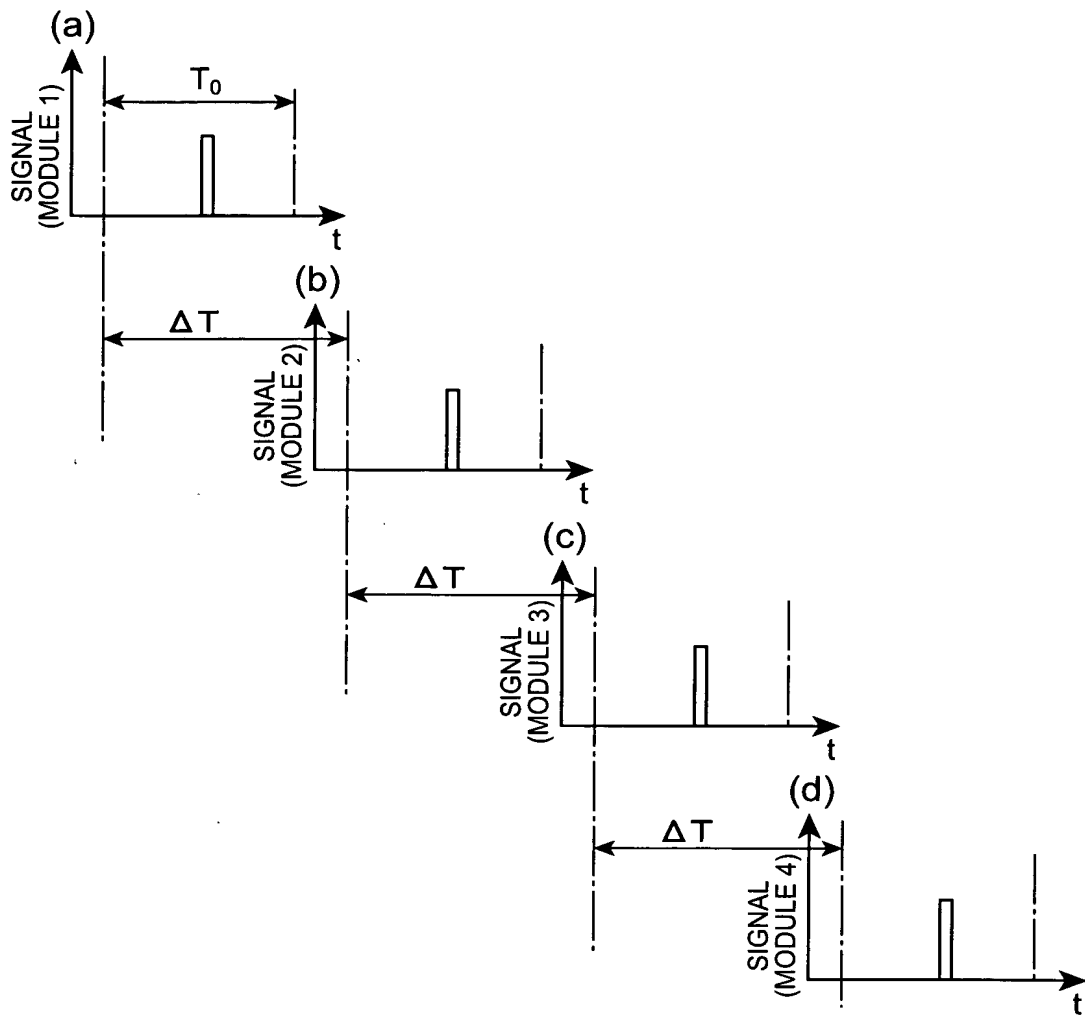 (a)
T₀
SIGNAL
(MODULE 1)
t
(b)
ΔT
SIGNAL
(MODULE 2)
t
(c)
ΔT
SIGNAL
(MODULE 3)
t
(d)
ΔT
SIGNAL
(MODULE 4)
t